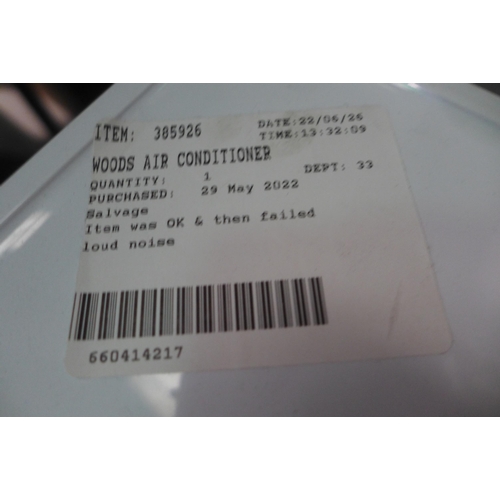 ITEM: 385926 DATE:22/06/26
TIME:13:32:09
WOODS AIR CONDITIONER
QUANTITY: 1 DEPT: 33
PURCHASED: 29 May 2022
Salvage
Item was OK & then failed
loud noise
660414217